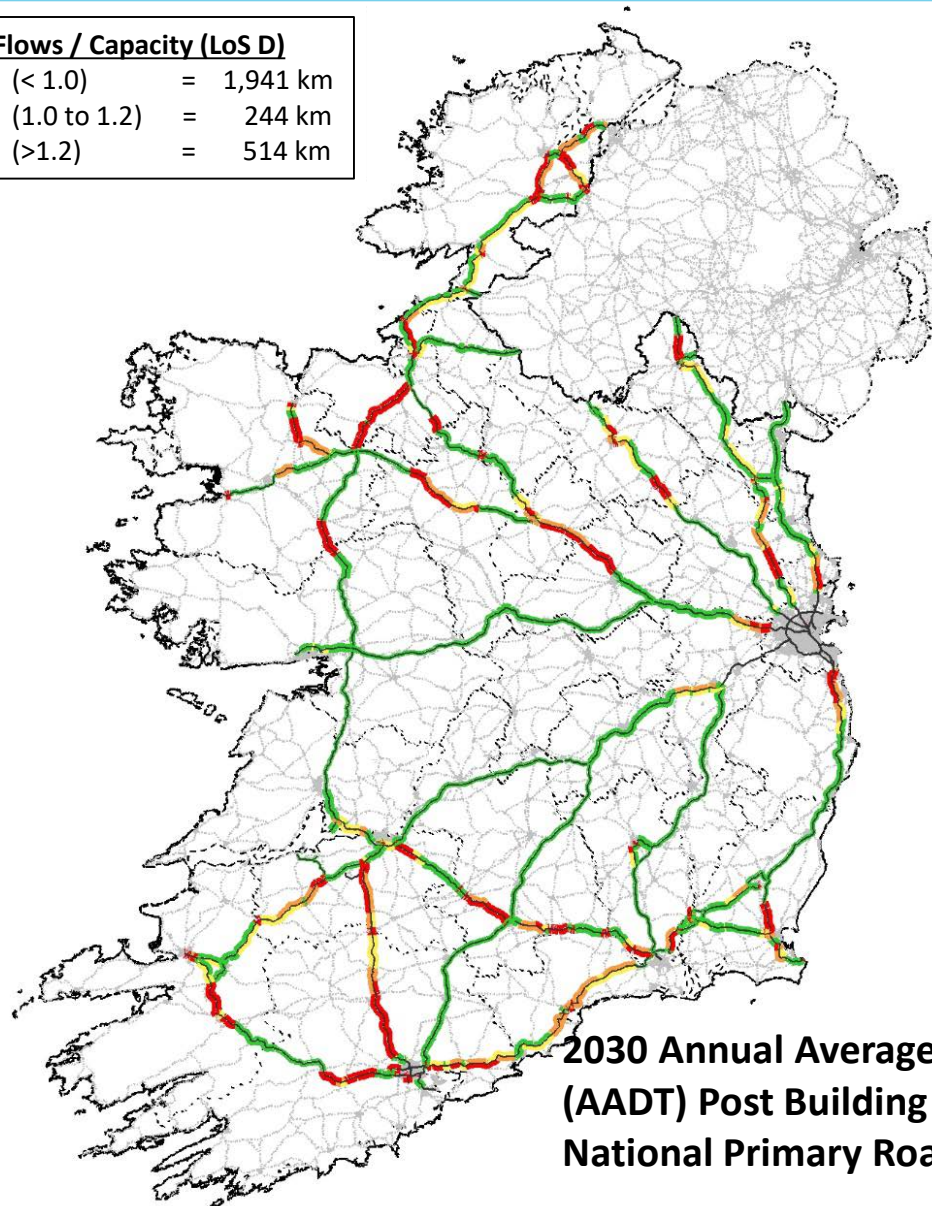 Flows / Capacity (LoS D)
(< 1.0) = 1,941 km
(1.0 to 1.2) = 244 km
(>1.2) = 514 km
2030 Annual Average
(AADT) Post Building
National Primary Roa